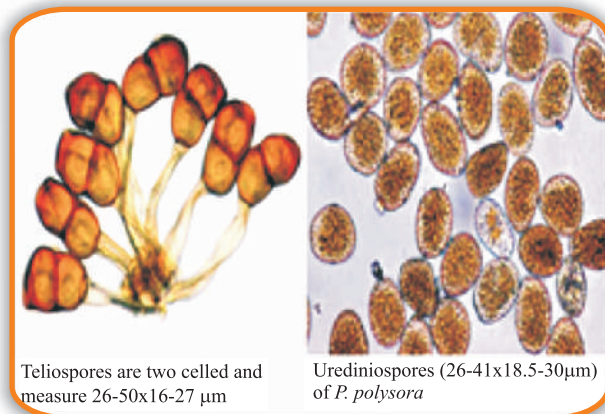 Teliospores are two celled and
measure 26-50x16-27 μm
Urediniospores (26-41x18.5-30μm)
of P. polysora